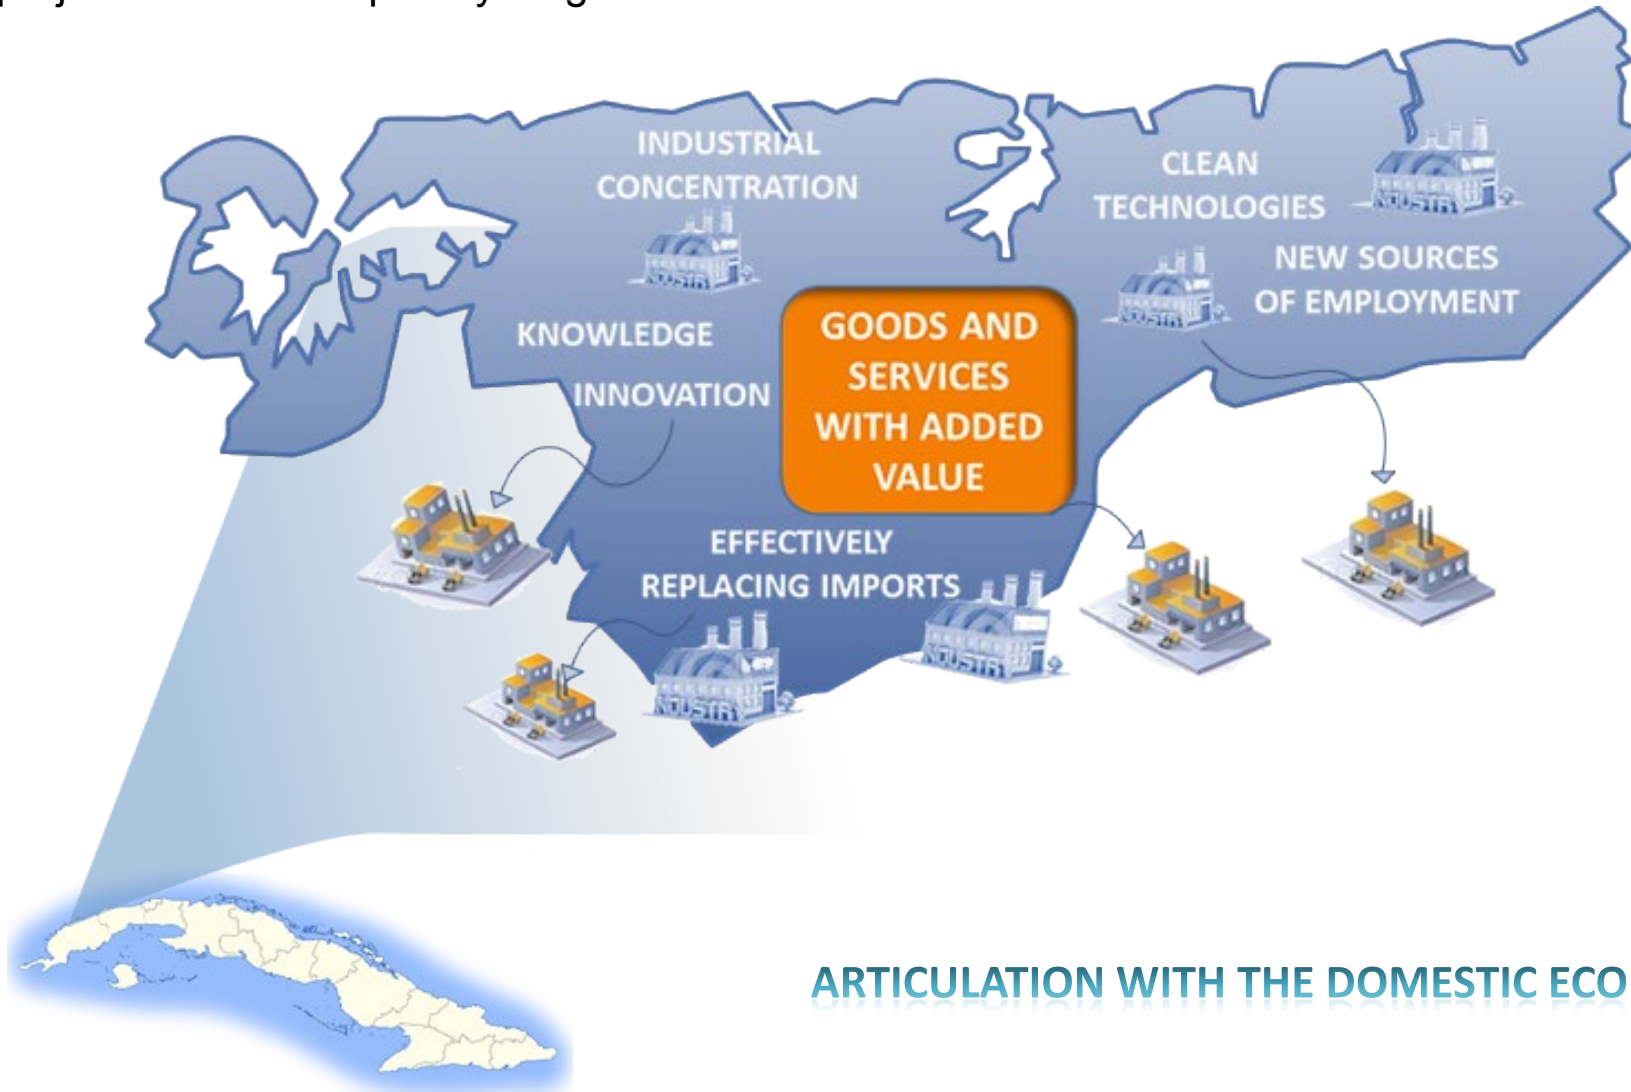 INDUSTRIAL
CONCENTRATION
CLEAN
TECHNOLOGIES
NEW SOURCES
OF EMPLOYMENT
KNOWLEDGE
INNOVATION
GOODS AND
SERVICES
WITH ADDED
VALUE
EFFECTIVELY
REPLACING IMPORTS
ARTICULATION WITH THE DOMESTIC ECO